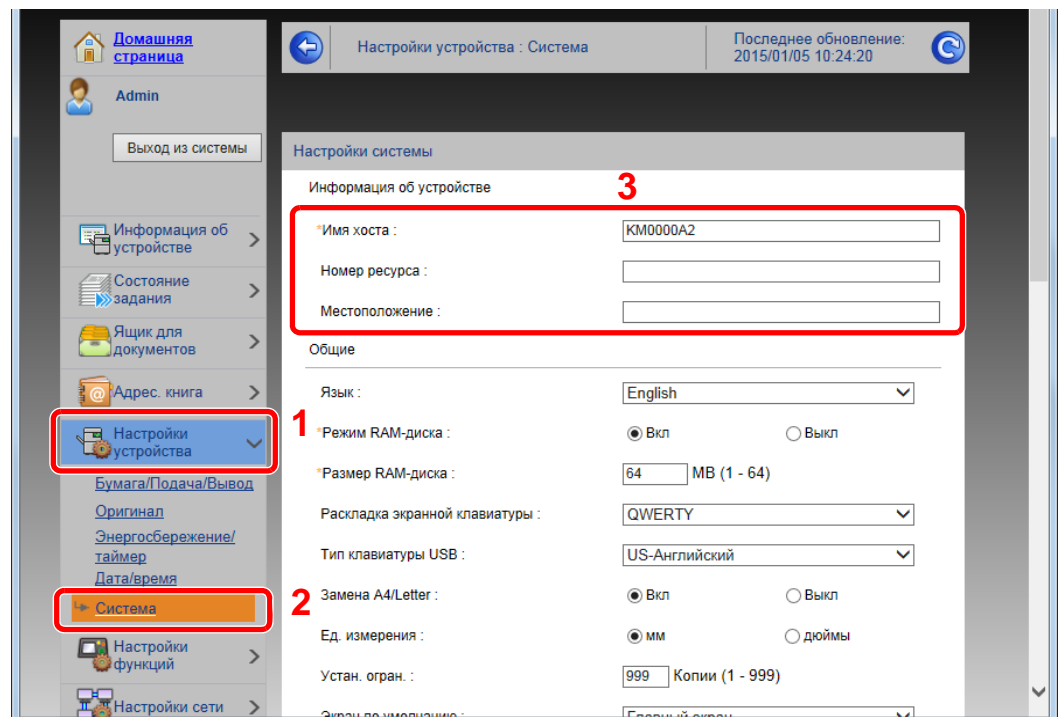 Домашняя
страница
Настройки устройства : Система
Последнее обновление:
2015/01/05 10:24:20
Admin
Выход из системы
Настройки системы
Информация об устройстве
3
*Имя хоста :
KM0000A2
Номер ресурса :
Местоположение :
Информация об
устройстве
Состояние
задания
Ящик для
документов
Адрес. книга
1
Настройки
устройства
Бумага/Подача/Вывод
Оригинал
Энергосбережение/
таймер
Дата/время
2
Система
Настройки
функций
Настройки сети
Общие
Язык :
English
*Режим RAM-диска :
Вкл
Выкл
*Размер RAM-диска :
64
MB (1 - 64)
Раскладка экранной клавиатуры :
QWERTY
Тип клавиатуры USB :
US-Английский
Замена A4/Letter :
Вкл
Выкл
Ед. измерения :
мм
дюймы
Устан. огран. :
999
Копии (1 - 999)
Экран по умолчанию :
Главный экран